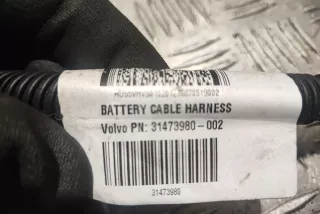 BATTERY CABLE HARNESS
Volvo PN: 31473980-002
31473980